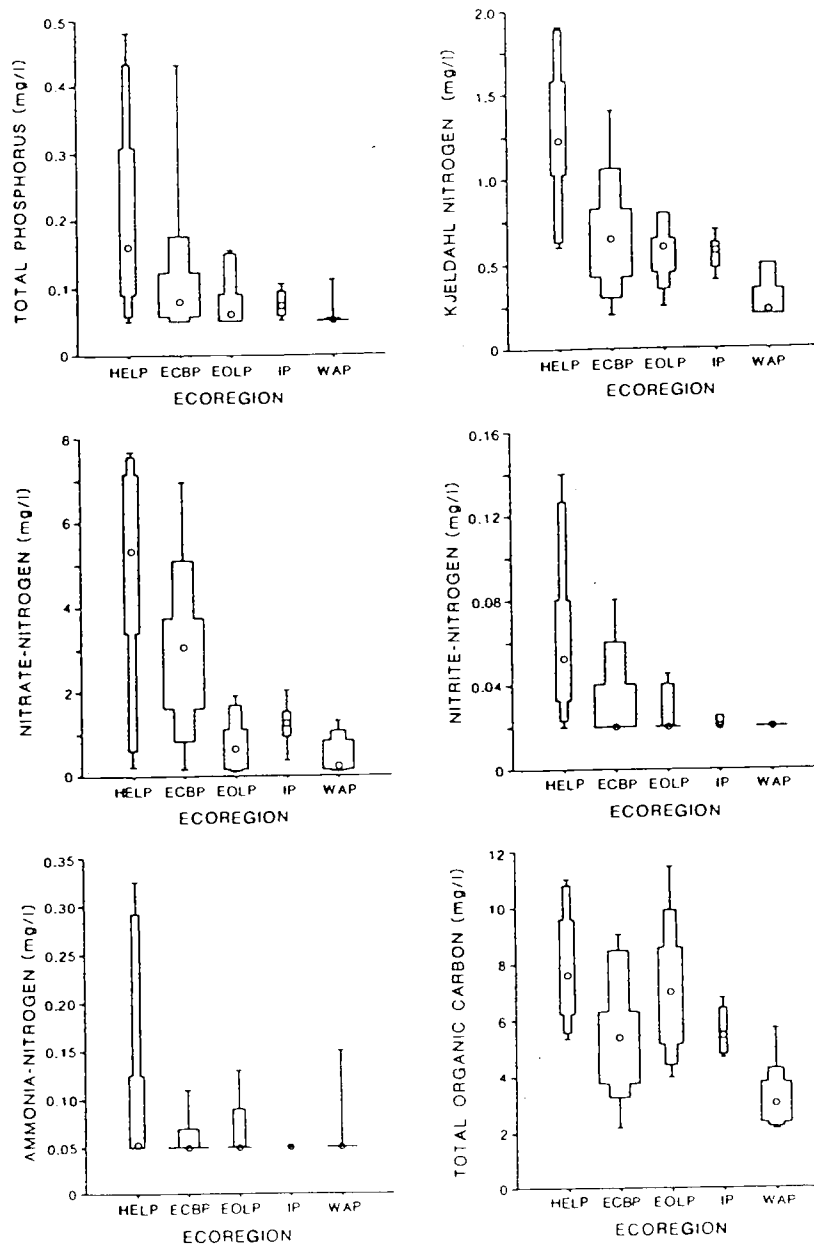 TOTAL PHOSPHORUS (mg/l)
0.5
0.4
0.3
0.2
0.1
0
HELP ECBP EOLP IP WAP
ECOREGION
KJELDAHL NITROGEN (mg/l)
2.0
1.5
1.0
0.5
0
HELP ECBP EOLP IP WAP
ECOREGION
NITRATE-NITROGEN (mg/l)
8
6
4
2
0
HELP ECBP EOLP IP WAP
ECOREGION
NITRITE-NITROGEN (mg/l)
0.16
0.12
0.08
0.04
0
HELP ECBP EOLP IP WAP
ECOREGION
AMMONIA-NITROGEN (mg/l)
0.35
0.30
0.25
0.20
0.15
0.10
0.05
0
HELP ECBP EOLP IP WAP
ECOREGION
TOTAL ORGANIC CARBON (mg/l)
12
10
8
6
4
2
0
HELP ECBP EOLP IP WAP
ECOREGION